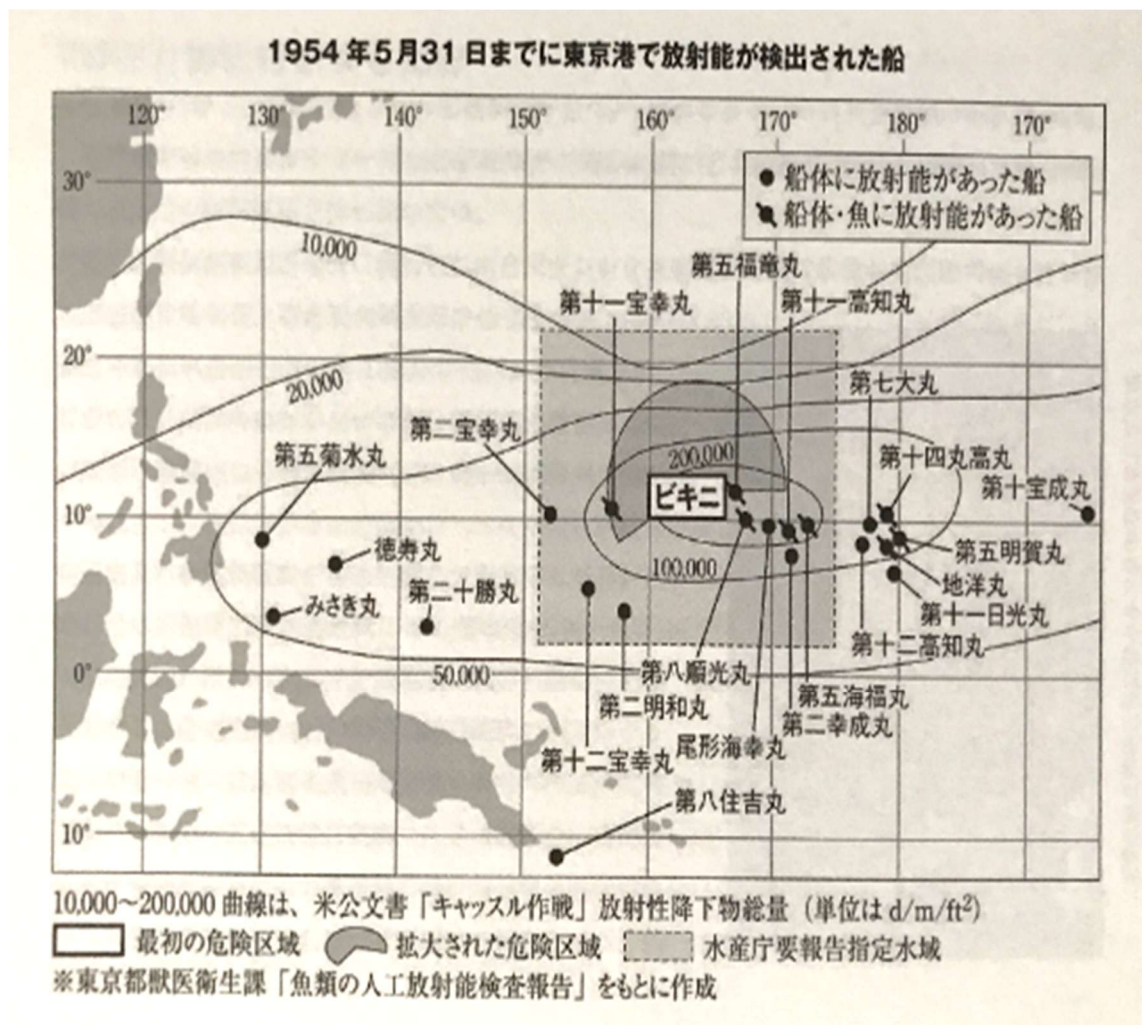 1954年5月31日までに東京港で放射能が検出された船
120° 130° 140° 150° 160° 170° 180° 170°
船体に放射能があった船
船体・魚に放射能があった船
30°
10,000
第五福竜丸
第十一宝幸丸
第十一高知丸
20°
20,000
第七大丸
第二宝幸丸
第五菊水丸
200,000
第十四丸高丸
第十宝成丸
ビキニ
10°
徳寿丸
第五明賀丸
100,000
地洋丸
みさき丸
第二十勝丸
第十一日光丸
第十二高知丸
0°
50,000
第八順光丸
第五海福丸
第二明和丸
第二幸成丸
尾形海幸丸
第十二宝幸丸
第八住吉丸
10°
10,000～200,000 曲線は、米公文書「キャッスル作戦」放射性降下物総量（単位は d/m/ft²）
最初の危険区域 拡大された危険区域 水産庁要報告指定水域
※東京都獣医衛生課「魚類の人工放射能検査報告」をもとに作成